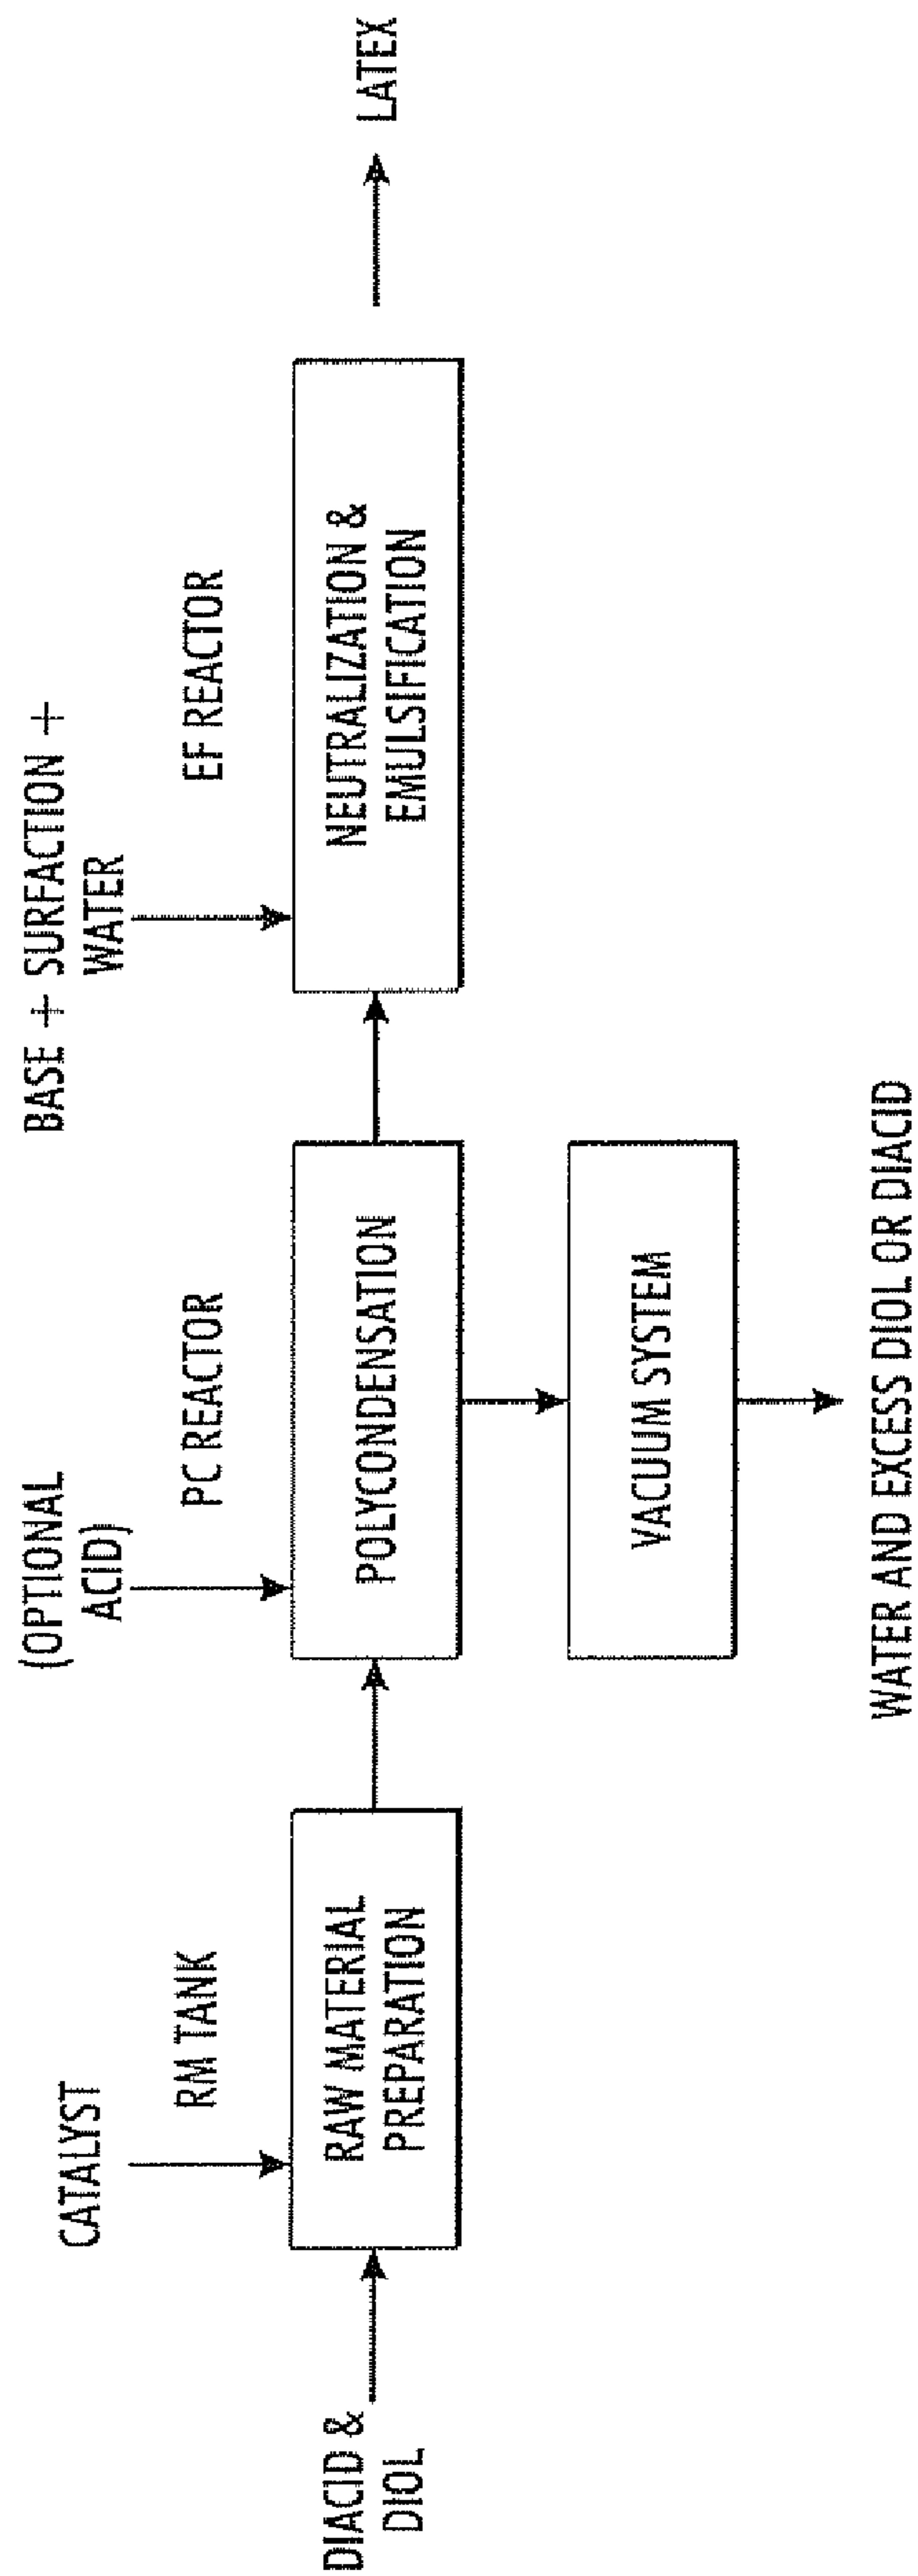 DIACID &
DIOL
CATALYST
RM TANK
RAW MATERIAL
PREPARATION
(OPTIONAL
ACID)
PC REACTOR
POLYCONDENSATION
VACUUM SYSTEM
WATER AND EXCESS DIOL OR DIACID
BASE + SURFACTION +
WATER
EF REACTOR
NEUTRALIZATION &
EMULSIFICATION
LATEX